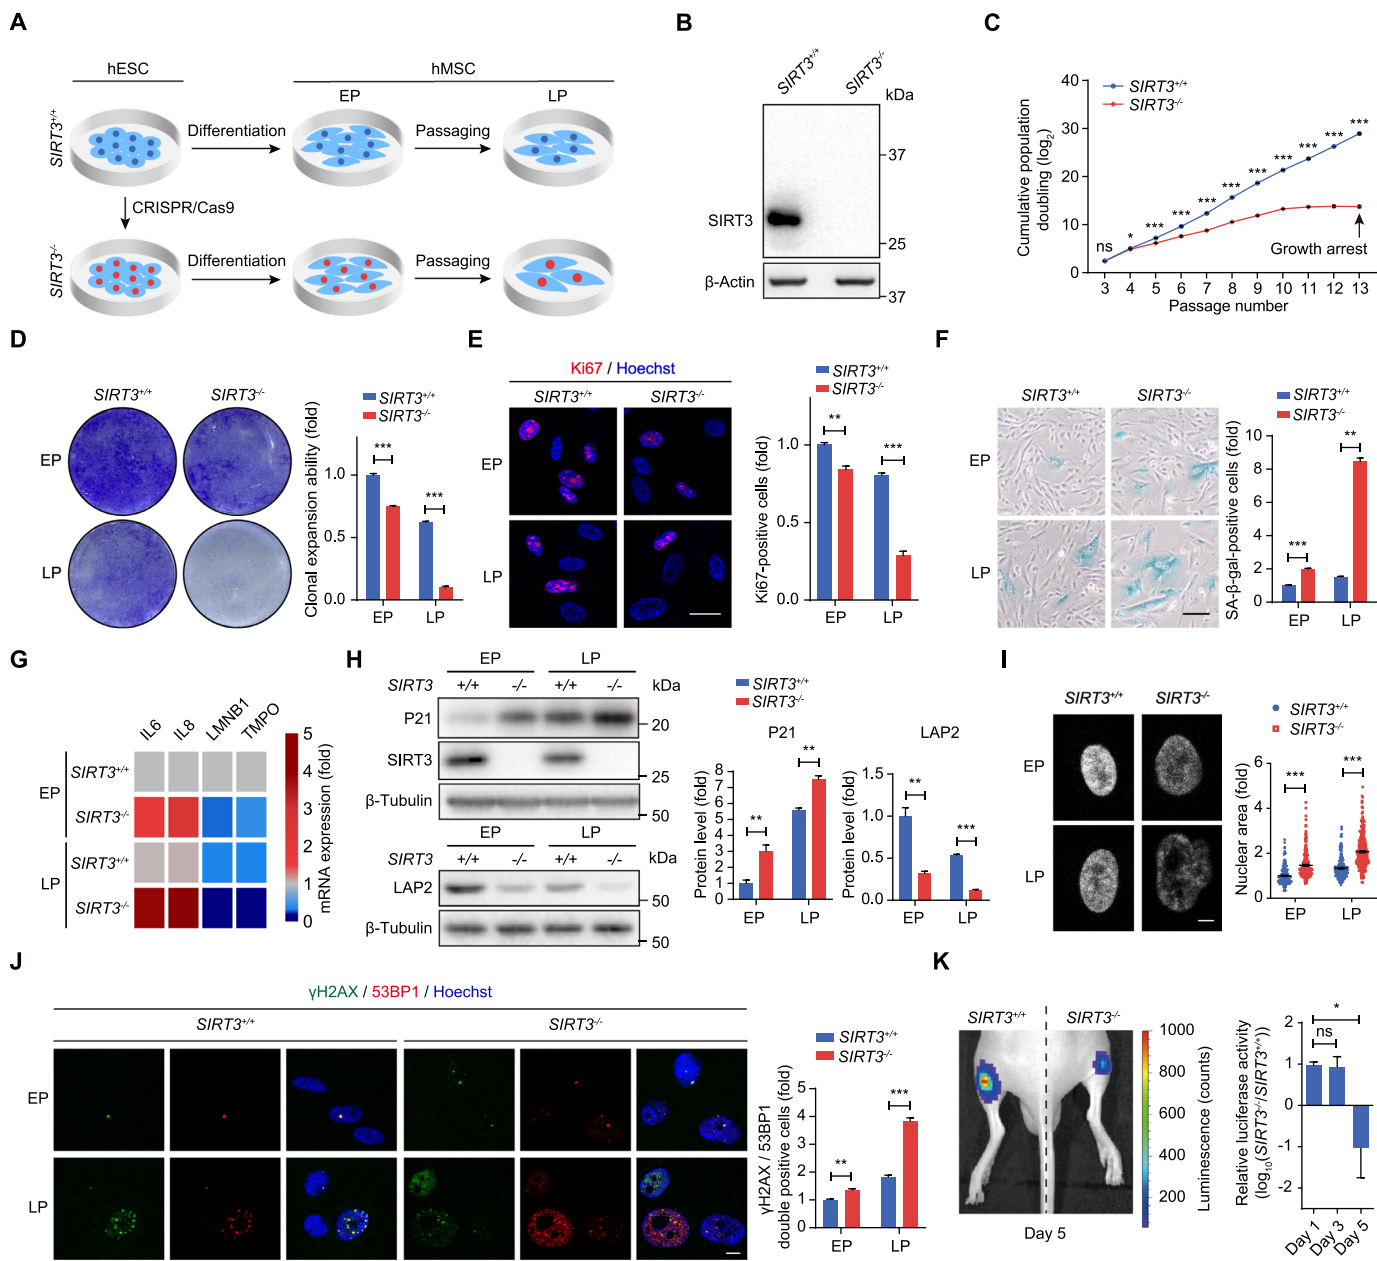 A
hESC
hMSC
EP
LP
SIRT3+/+
Differentiation
Passaging
CRISPR/Cas9
SIRT3-/-
Differentiation
Passaging
B
SIRT3+/+
SIRT3-/-
kDa
37
SIRT3
25
β-Actin
37
C
SIRT3+/+
SIRT3-/-
Cumulative population
doubling (log2)
40
30
20
10
0
ns
*
***
***
***
***
***
***
***
***
***
Growth arrest
3 4 5 6 7 8 9 10 11 12 13
Passage number
D
SIRT3+/+
SIRT3-/-
EP
LP
SIRT3+/+
SIRT3-/-
Clonal expansion ability (fold)
1.0
0.5
0.0
***
***
EP
LP
E
Ki67 / Hoechst
SIRT3+/+
SIRT3-/-
EP
LP
SIRT3+/+
SIRT3-/-
Ki67-positive cells (fold)
1.0
0.5
0.0
**
***
EP
LP
F
SIRT3+/+
SIRT3-/-
EP
LP
SIRT3+/+
SIRT3-/-
SA-β-gal-positive cells (fold)
10
8
6
4
2
0
***
**
EP
LP
G
IL6
IL8
LMNB1
TMPO
EP
SIRT3+/+
SIRT3-/-
LP
SIRT3+/+
SIRT3-/-
5
4
3
2
1
0
mRNA expression (fold)
H
EP
LP
SIRT3
+/+
-/-
+/+
-/-
kDa
P21
20
SIRT3
25
β-Tubulin
50
EP
LP
SIRT3
+/+
-/-
+/+
-/-
kDa
LAP2
50
β-Tubulin
50
SIRT3+/+
SIRT3-/-
P21
Protein level (fold)
8
7
5
4
3
1
0
**
**
EP
LP
LAP2
Protein level (fold)
1.5
1.0
0.5
0.0
**
***
EP
LP
I
SIRT3+/+
SIRT3-/-
EP
LP
SIRT3+/+
SIRT3-/-
Nuclear area (fold)
5
4
3
2
1
0
***
***
EP
LP
J
γH2AX / 53BP1 / Hoechst
SIRT3+/+
SIRT3-/-
EP
LP
SIRT3+/+
SIRT3-/-
γH2AX / 53BP1
double positive cells (fold)
5
4
3
2
1
0
**
***
EP
LP
K
SIRT3+/+
SIRT3-/-
Day 5
1000
800
600
400
200
Luminescence (counts)
Relative luciferase activity
(log10(SIRT3-/-/SIRT3+/+))
2
1
0
-1
-2
*
ns
Day 1
Day 3
Day 5